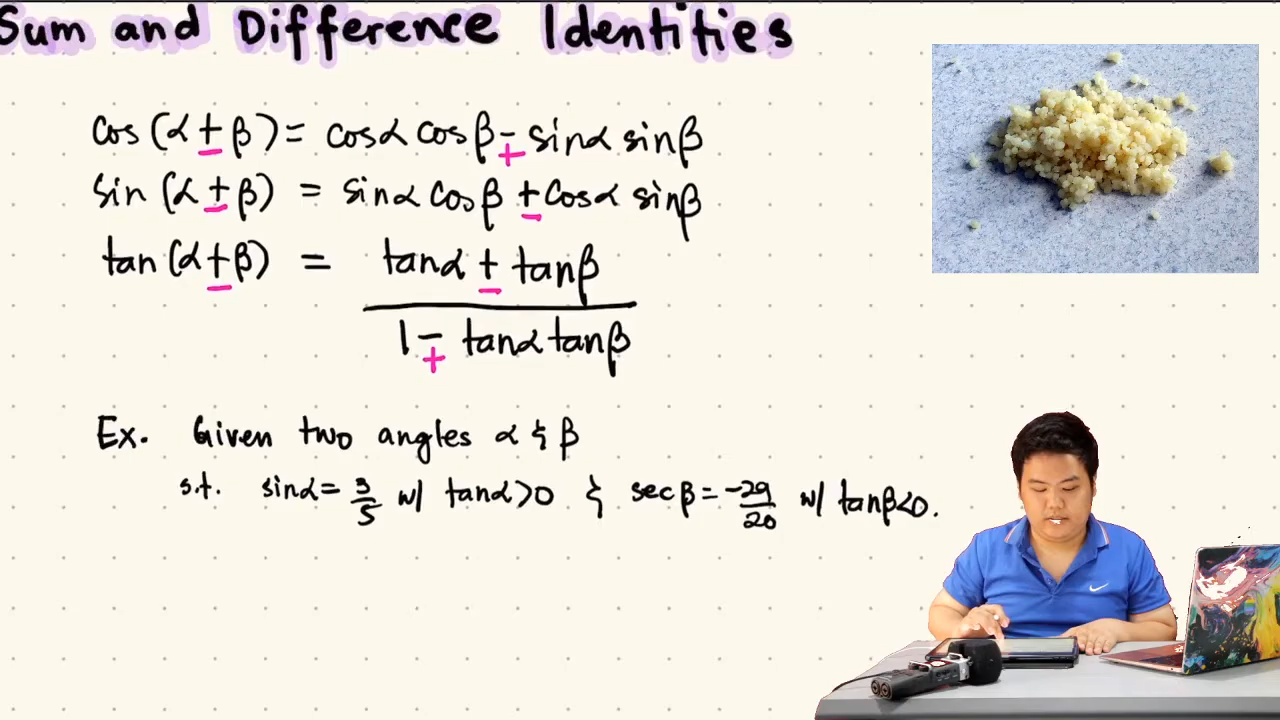 Sum and Difference Identities
cos (α ± β) = cosα cosβ ∓ sinα sinβ
sin (α ± β) = sinα cosβ ± cosα sinβ
tan (α ± β) = tanα ± tanβ
1 ∓ tanα tanβ
Ex. Given two angles α & β
s.t. sinα = 3/5 w/ tanα > 0 & secβ = -29/20 w/ tanβ < 0.